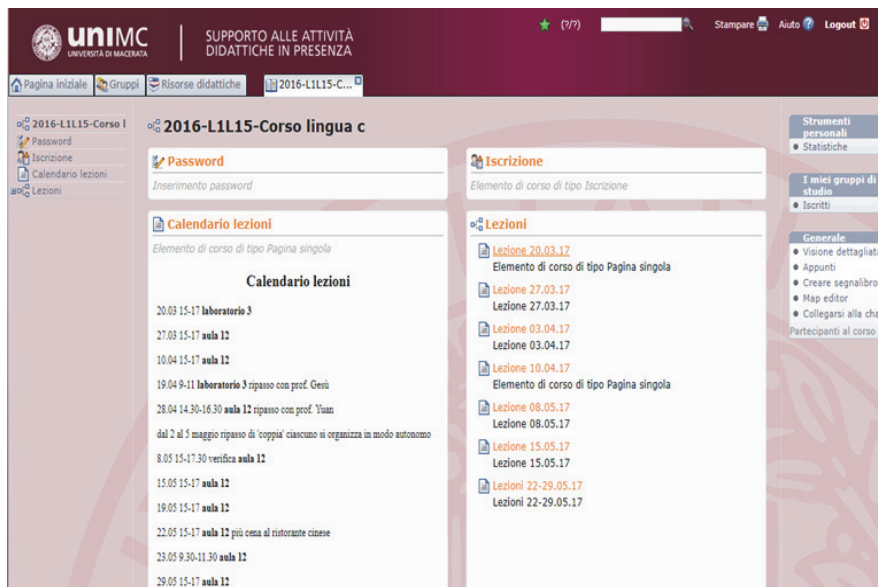 uniMC
UNIVERSITÀ DI MACERATA
SUPPORTO ALLE ATTIVITÀ
DIDATTICHE IN PRESENZA
(?/?)
Stampare
Aiuto
Logout
Pagina iniziale
Gruppi
Risorse didattiche
2016-L1L15-C...
2016-L1L15-Corso l
Password
Iscrizione
Calendario lezioni
Lezioni
2016-L1L15-Corso lingua c
Password
Inserimento password
Calendario lezioni
Elemento di corso di tipo Pagina singola
Calendario lezioni
20.03 15-17 laboratorio 3
27.03 15-17 aula 12
10.04 15-17 aula 12
19.04 9-11 laboratorio 3 ripasso con prof. Gesù
28.04 14.30-16.30 aula 12 ripasso con prof. Yuan
dal 2 al 5 maggio ripasso di 'coppia' ciascuno si organizza in modo autonomo
8.05 15-17.30 verifica aula 12
15.05 15-17 aula 12
19.05 15-17 aula 12
22.05 15-17 aula 12 più cena al ristorante cinese
23.05 9.30-11.30 aula 12
29.05 15-17 aula 12
Iscrizione
Elemento di corso di tipo Iscrizione
Lezioni
Lezione 20.03.17
Elemento di corso di tipo Pagina singola
Lezione 27.03.17
Lezione 27.03.17
Lezione 03.04.17
Lezione 03.04.17
Lezione 10.04.17
Elemento di corso di tipo Pagina singola
Lezione 08.05.17
Lezione 08.05.17
Lezione 15.05.17
Lezione 15.05.17
Lezioni 22-29.05.17
Lezioni 22-29.05.17
Strumenti
personali
Statistiche
I miei gruppi di
studio
Iscritti
Generale
Visione dettagliata
Appunti
Creare segnalibro
Map editor
Collegarsi alla cha
Partecipanti al corso